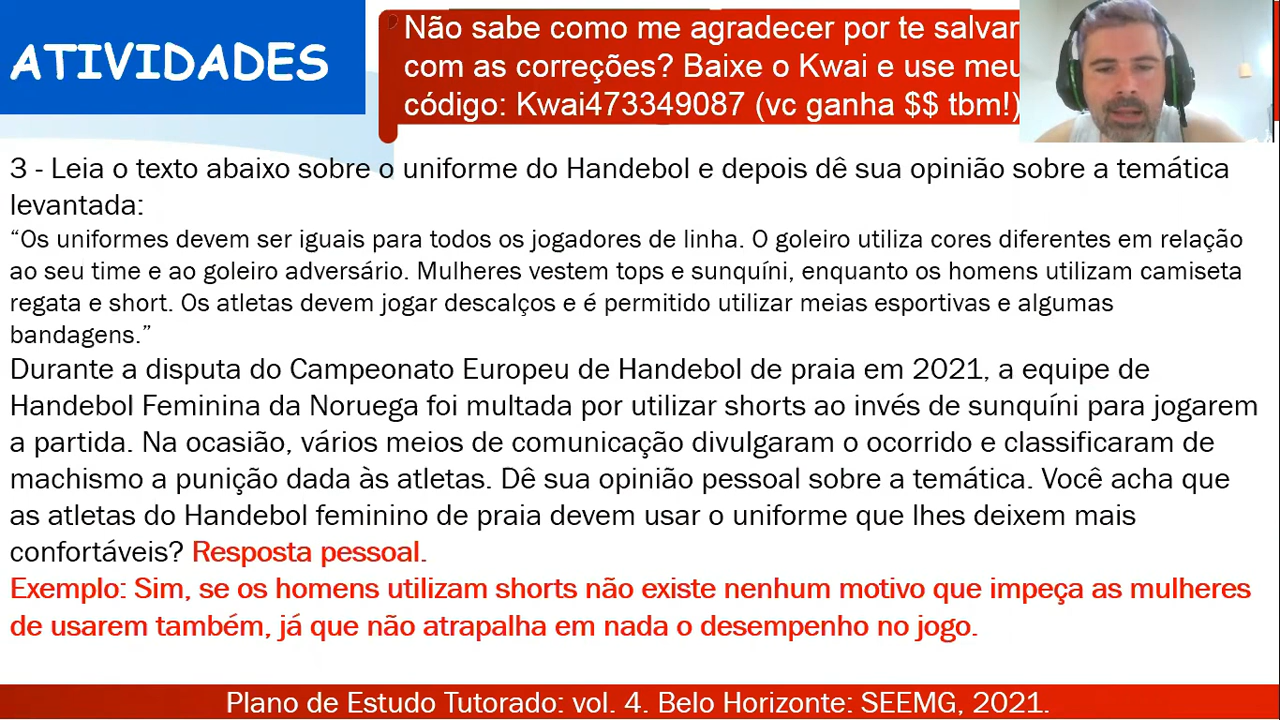 ATIVIDADES
Não sabe como me agradecer por te salvar
com as correções? Baixe o Kwai e use meu
código: Kwai473349087 (vc ganha $$ tbm!)
3 - Leia o texto abaixo sobre o uniforme do Handebol e depois dê sua opinião sobre a temática
levantada:
“Os uniformes devem ser iguais para todos os jogadores de linha. O goleiro utiliza cores diferentes em relação
ao seu time e ao goleiro adversário. Mulheres vestem tops e sunquíni, enquanto os homens utilizam camiseta
regata e short. Os atletas devem jogar descalços e é permitido utilizar meias esportivas e algumas
bandagens.”
Durante a disputa do Campeonato Europeu de Handebol de praia em 2021, a equipe de
Handebol Feminina da Noruega foi multada por utilizar shorts ao invés de sunquíni para jogarem
a partida. Na ocasião, vários meios de comunicação divulgaram o ocorrido e classificaram de
machismo a punição dada às atletas. Dê sua opinião pessoal sobre a temática. Você acha que
as atletas do Handebol feminino de praia devem usar o uniforme que lhes deixem mais
confortáveis? Resposta pessoal.
Exemplo: Sim, se os homens utilizam shorts não existe nenhum motivo que impeça as mulheres
de usarem também, já que não atrapalha em nada o desempenho no jogo.
Plano de Estudo Tutorado: vol. 4. Belo Horizonte: SEEMG, 2021.